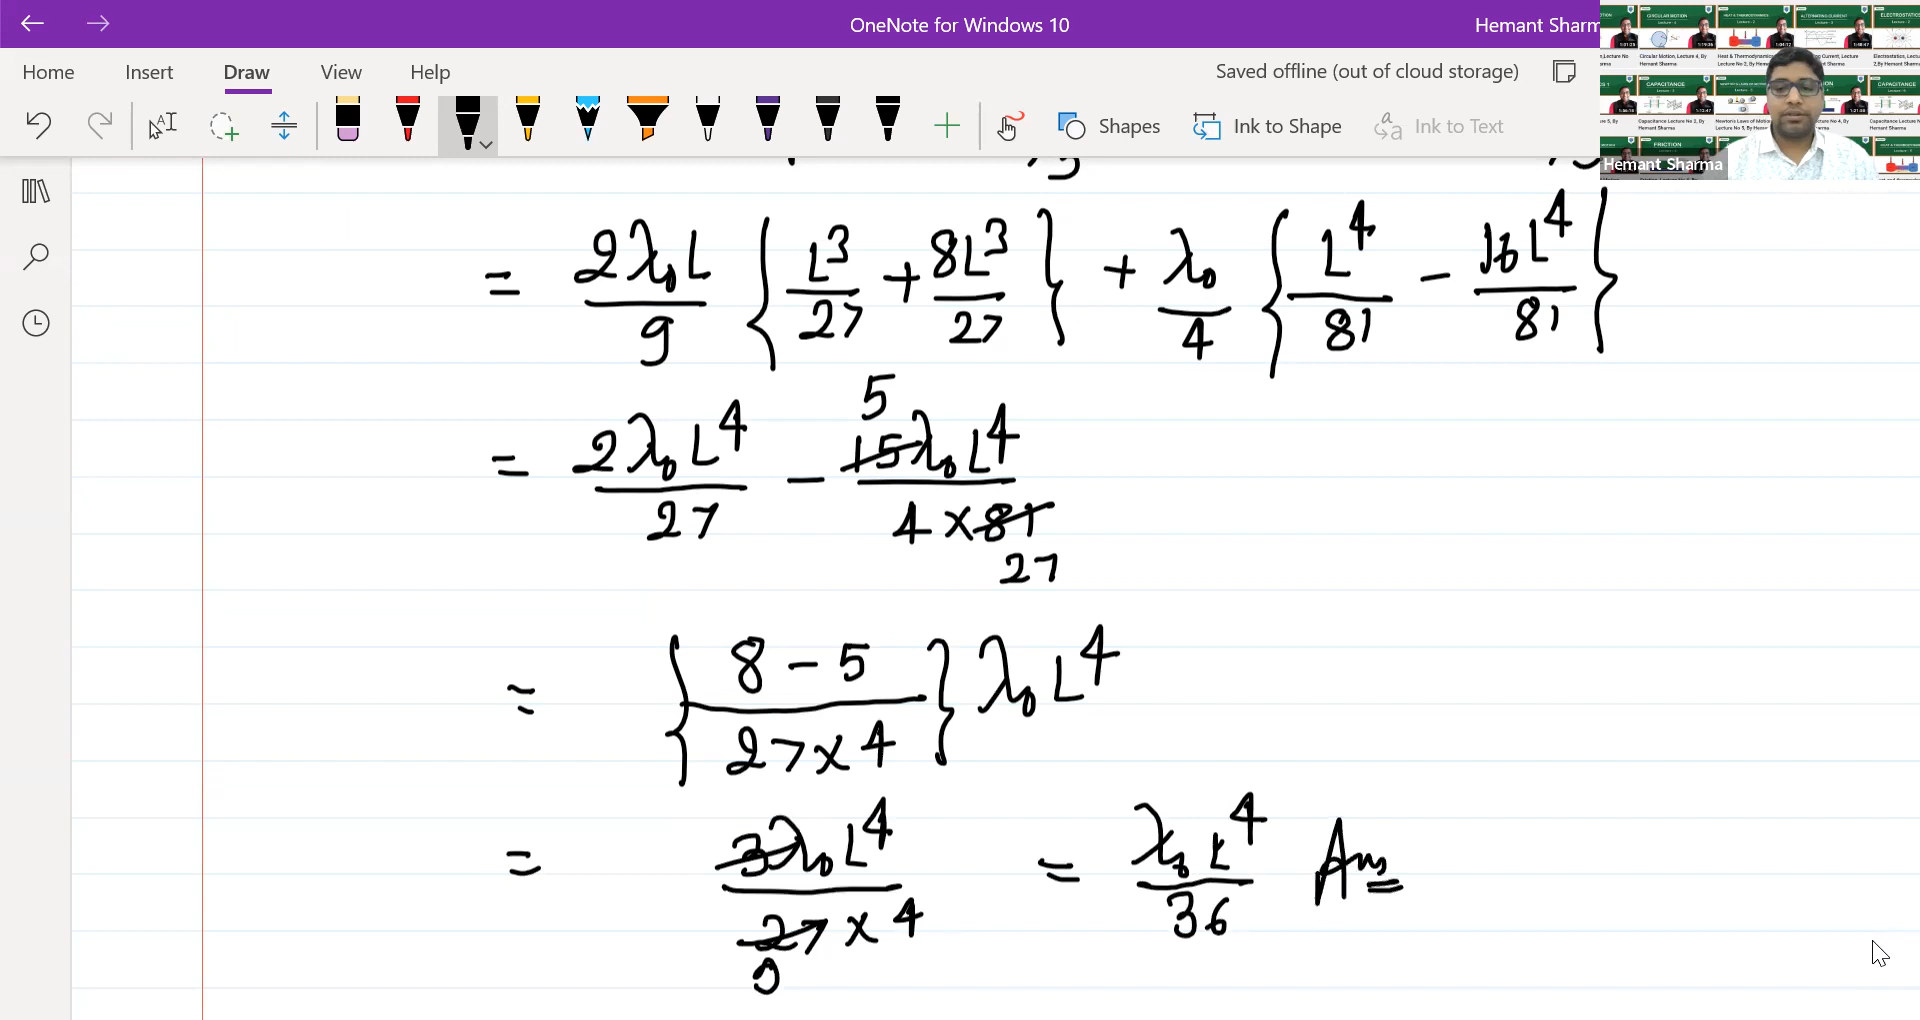 OneNote for Windows 10
Hemant Sharm
Home Insert Draw View Help
Saved offline (out of cloud storage)
Shapes Ink to Shape Ink to Text
Hemant Sharma
= 2λ₀L/9 { L³/27 + 8L³/27 } + λ₀/4 { L⁴/81 − 16L⁴/81 }
5
= 2λ₀L⁴/27 − 15λ₀L⁴/4×81
27
= { 8 − 5 / 27×4 } λ₀L⁴
= 3λ₀L⁴/27×4 = λ₀L⁴/36 Ans
9